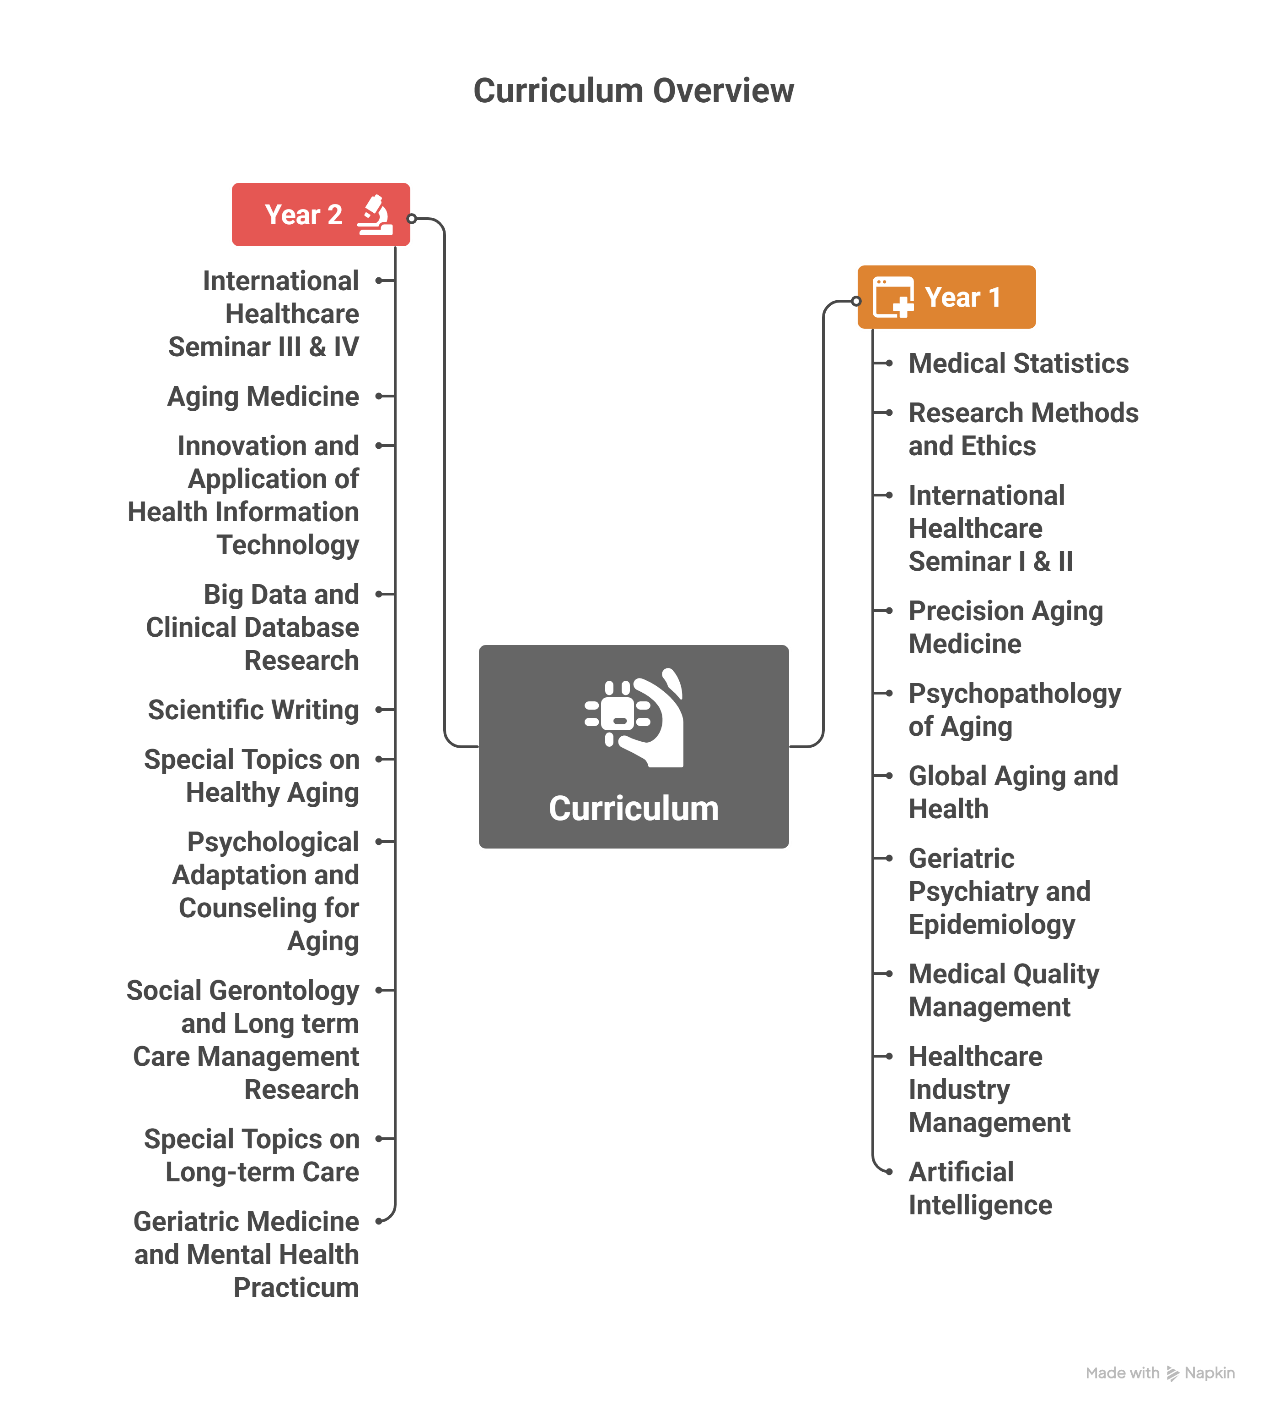 Curriculum Overview
Year 2
International
Healthcare
Seminar III & IV
Aging Medicine
Innovation and
Application of
Health Information
Technology
Big Data and
Clinical Database
Research
Scientific Writing
Special Topics on
Healthy Aging
Psychological
Adaptation and
Counseling for
Aging
Social Gerontology
and Long term
Care Management
Research
Special Topics on
Long-term Care
Geriatric Medicine
and Mental Health
Practicum
Curriculum
Year 1
Medical Statistics
Research Methods
and Ethics
International
Healthcare
Seminar I & II
Precision Aging
Medicine
Psychopathology
of Aging
Global Aging and
Health
Geriatric
Psychiatry and
Epidemiology
Medical Quality
Management
Healthcare
Industry
Management
Artificial
Intelligence
Made with Napkin